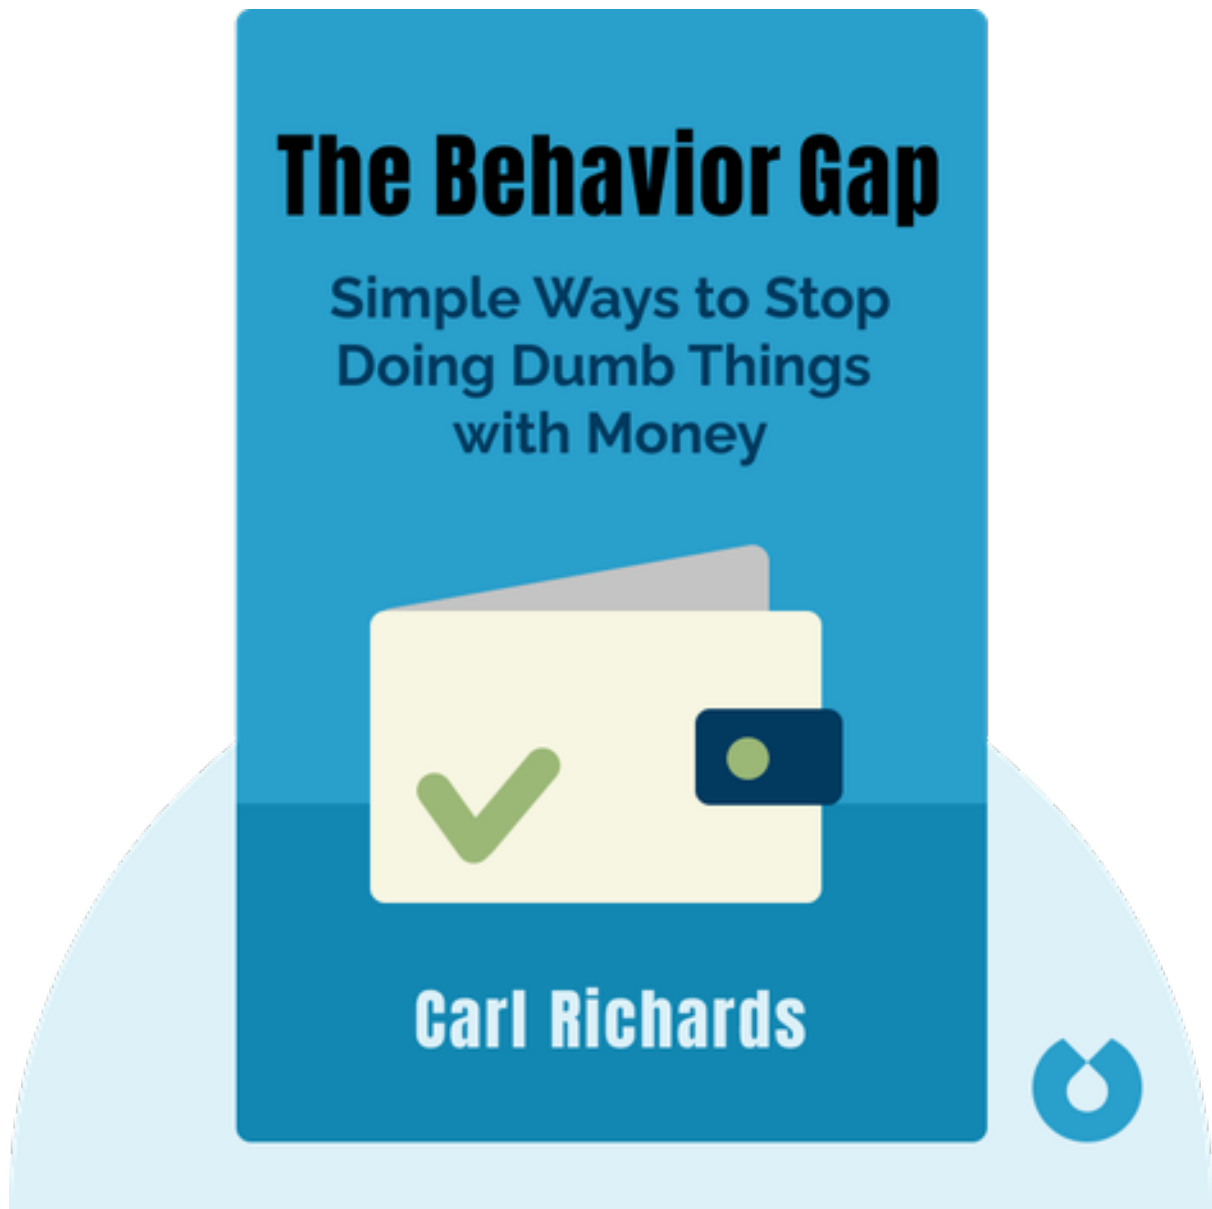 The Behavior Gap
Simple Ways to Stop
Doing Dumb Things
with Money
Carl Richards